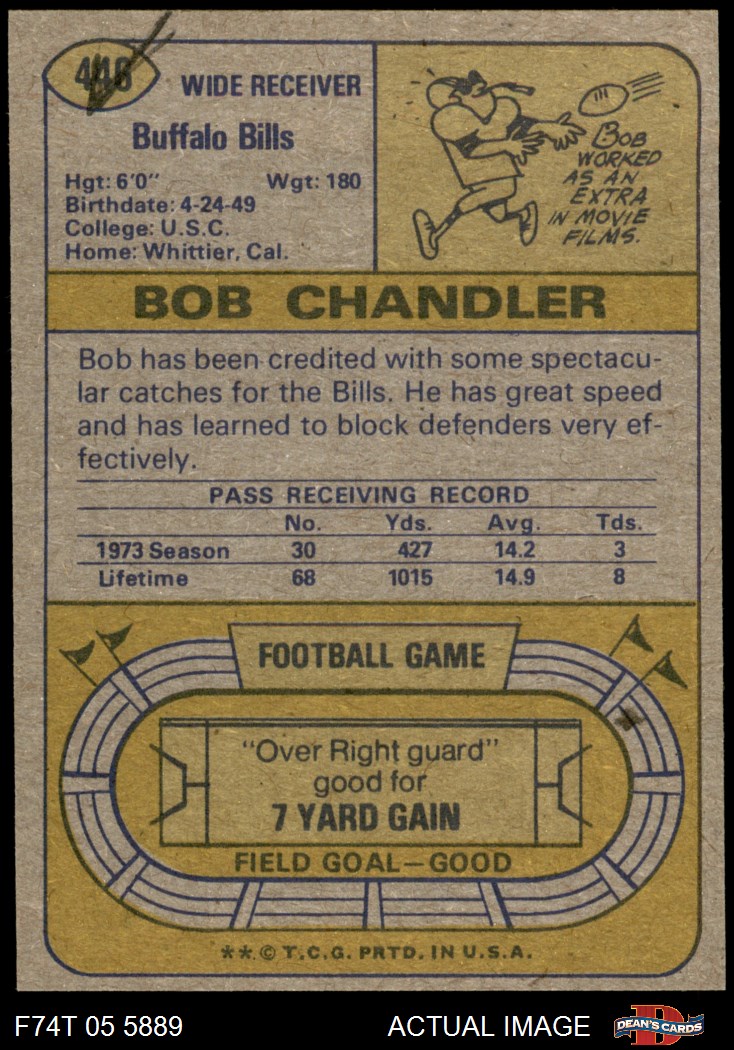 WIDE RECEIVER
Buffalo Bills
Hgt: 6'0" Wgt: 180
Birthdate: 4-24-49
College: U.S.C.
Home: Whittier, Cal.
BOB
WORKED
AS AN
EXTRA
IN MOVIE
FILMS.
BOB CHANDLER
Bob has been credited with some spectacu-
lar catches for the Bills. He has great speed
and has learned to block defenders very ef-
fectively.
PASS RECEIVING RECORD
No. Yds. Avg. Tds.
1973 Season 30 427 14.2 3
Lifetime 68 1015 14.9 8
FOOTBALL GAME
"Over Right guard"
good for
7 YARD GAIN
FIELD GOAL—GOOD
**© T.C.G. PRTD. IN U.S.A.
F74T 05 5889 ACTUAL IMAGE DEAN'S CARDS